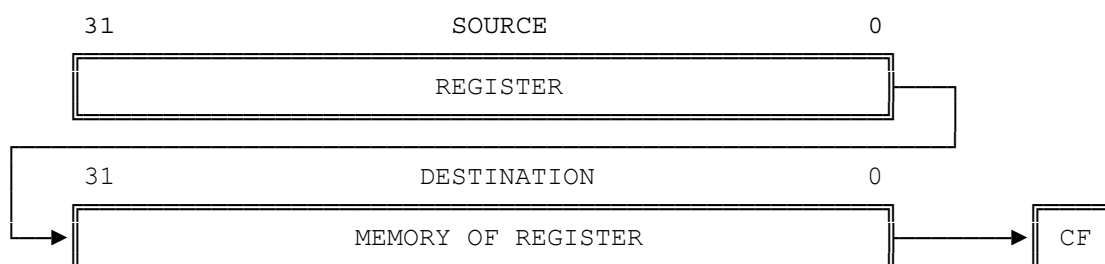 31 SOURCE 0
REGISTER
31 DESTINATION 0
MEMORY OF REGISTER CF